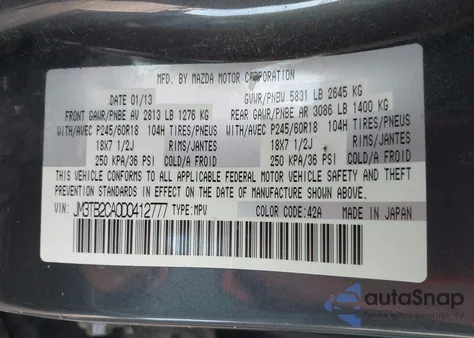 MFD. BY MAZDA MOTOR CORPORATION
DATE 01/13 GVWR/PNBV 5831 LB 2645 KG
FRONT GAWR/PNBE AV 2813 LB 1276 KG REAR GAWR/PNBE AR 3086 LB 1400 KG
WITH/AVEC P245/60R18 104H TIRES/PNEUS WITH/AVEC P245/60R18 104H TIRES/PNEUS
18X7 1/2J RIMS/JANTES 18X7 1/2J RIMS/JANTES
250 KPA/36 PSI COLD/A FROID 250 KPA/36 PSI COLD/A FROID
THIS VEHICLE CONFORMS TO ALL APPLICABLE FEDERAL MOTOR VEHICLE
SAFETY STANDARDS IN EFFECT ON THE DATE OF MANUFACTURE SHOWN ABOVE.
VIN: JM3TB2CA0D0412777 TYPE:MPV COLOR CODE:42A MADE IN JAPAN
autoSnap